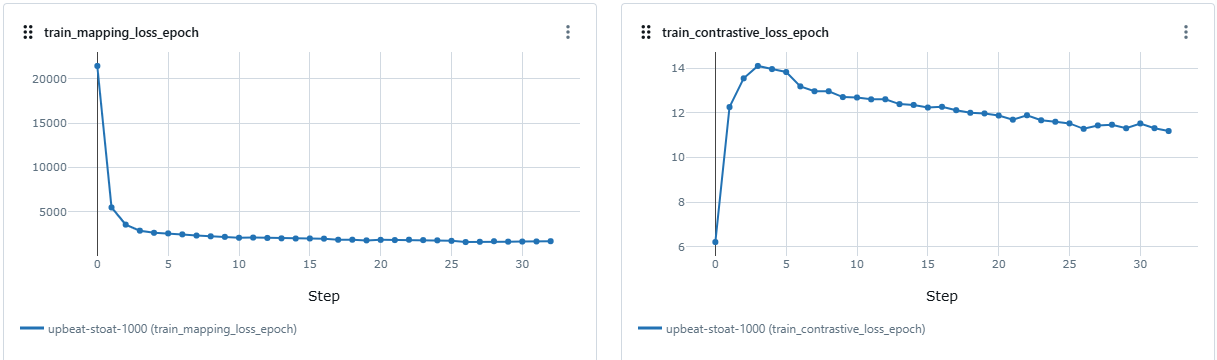 train_mapping_loss_epoch
20000
15000
10000
5000
0 5 10 15 20 25 30
Step
upbeat-stoat-1000 (train_mapping_loss_epoch)
train_contrastive_loss_epoch
14
12
10
8
6
0 5 10 15 20 25 30
Step
upbeat-stoat-1000 (train_contrastive_loss_epoch)